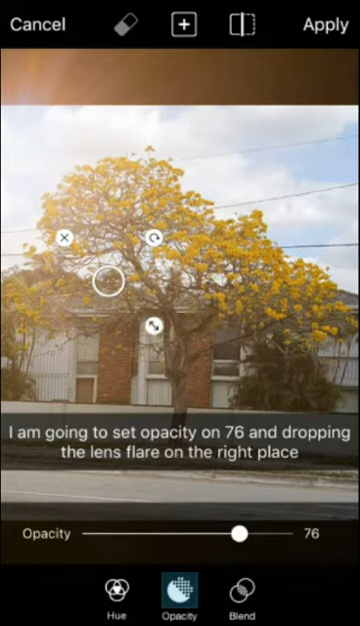 Cancel Apply
I am going to set opacity on 76 and dropping
the lens flare on the right place
Opacity 76
Hue Opacity Blend